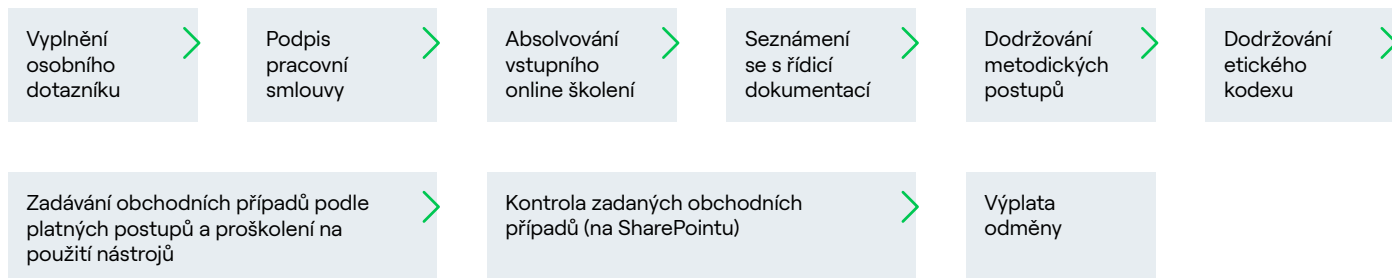 Vyplnění
osobního
dotazníku
Podpis
pracovní
smlouvy
Absolvování
vstupního
online školení
Seznámení
se s řídicí
dokumentací
Dodržování
metodických
postupů
Dodržování
etického
kodexu
Zadávání obchodních případů podle
platných postupů a proškolení na
použití nástrojů
Kontrola zadaných obchodních
případů (na SharePointu)
Výplata
odměny